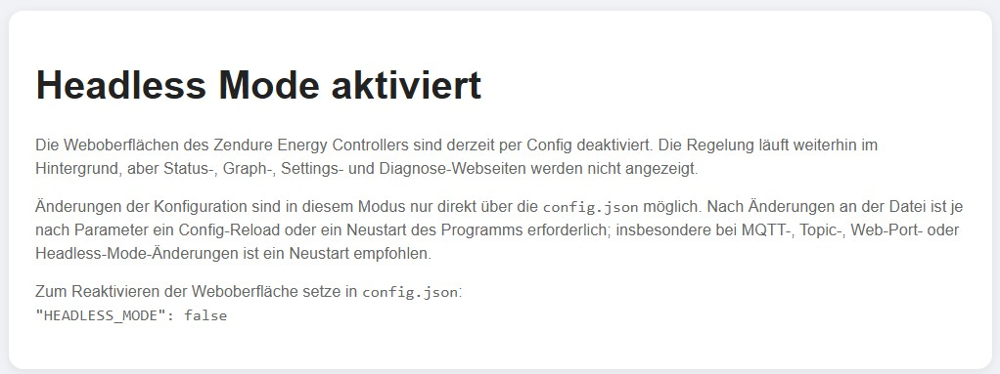 Headless Mode aktiviert
Die Weboberflächen des Zendure Energy Controllers sind derzeit per Config deaktiviert. Die Regelung läuft weiterhin im
Hintergrund, aber Status-, Graph-, Settings- und Diagnose-Webseiten werden nicht angezeigt.
Änderungen der Konfiguration sind in diesem Modus nur direkt über die config.json möglich. Nach Änderungen an der Datei ist je
nach Parameter ein Config-Reload oder ein Neustart des Programms erforderlich; insbesondere bei MQTT-, Topic-, Web-Port- oder
Headless-Mode-Änderungen ist ein Neustart empfohlen.
Zum Reaktivieren der Weboberfläche setze in config.json:
"HEADLESS_MODE": false